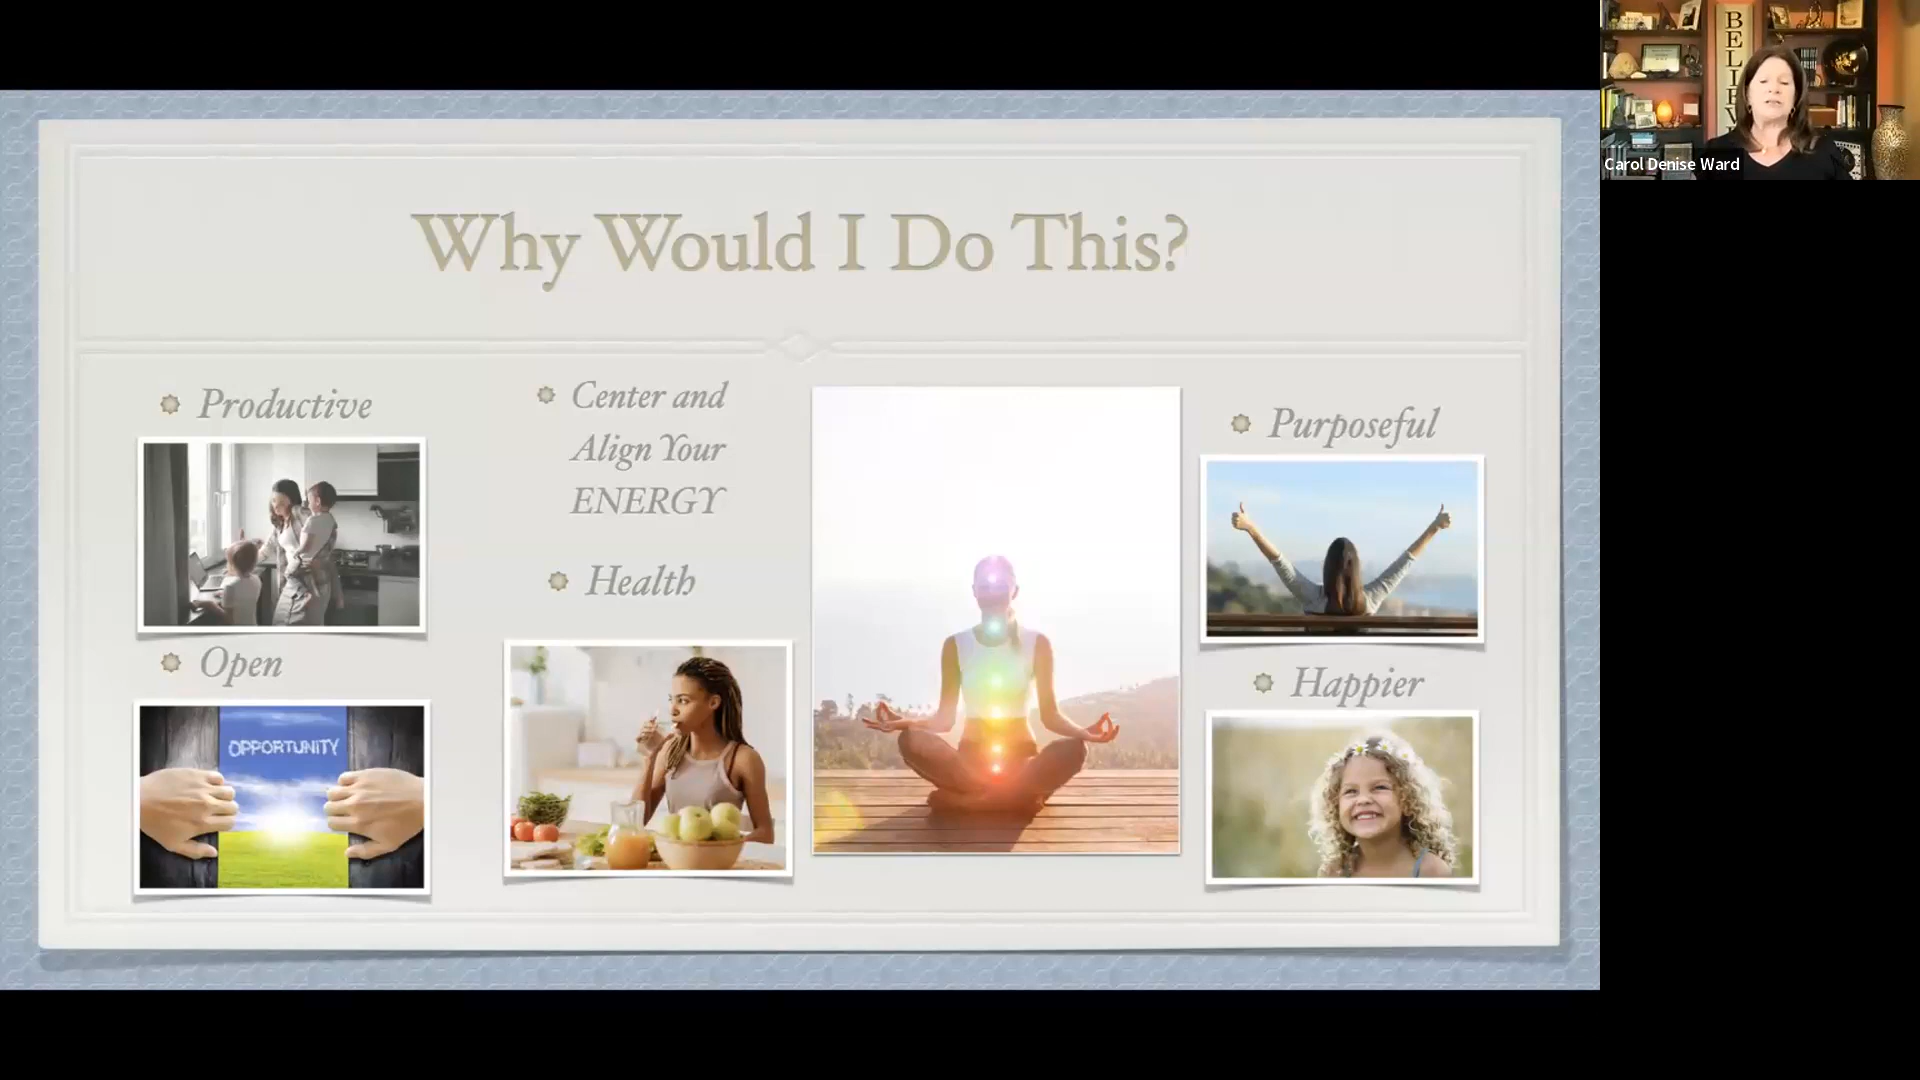 Why Would I Do This?
Productive
Open
OPPORTUNITY
Center and
Align Your
ENERGY
Health
Purposeful
Happier
BELIEV
Carol Denise Ward